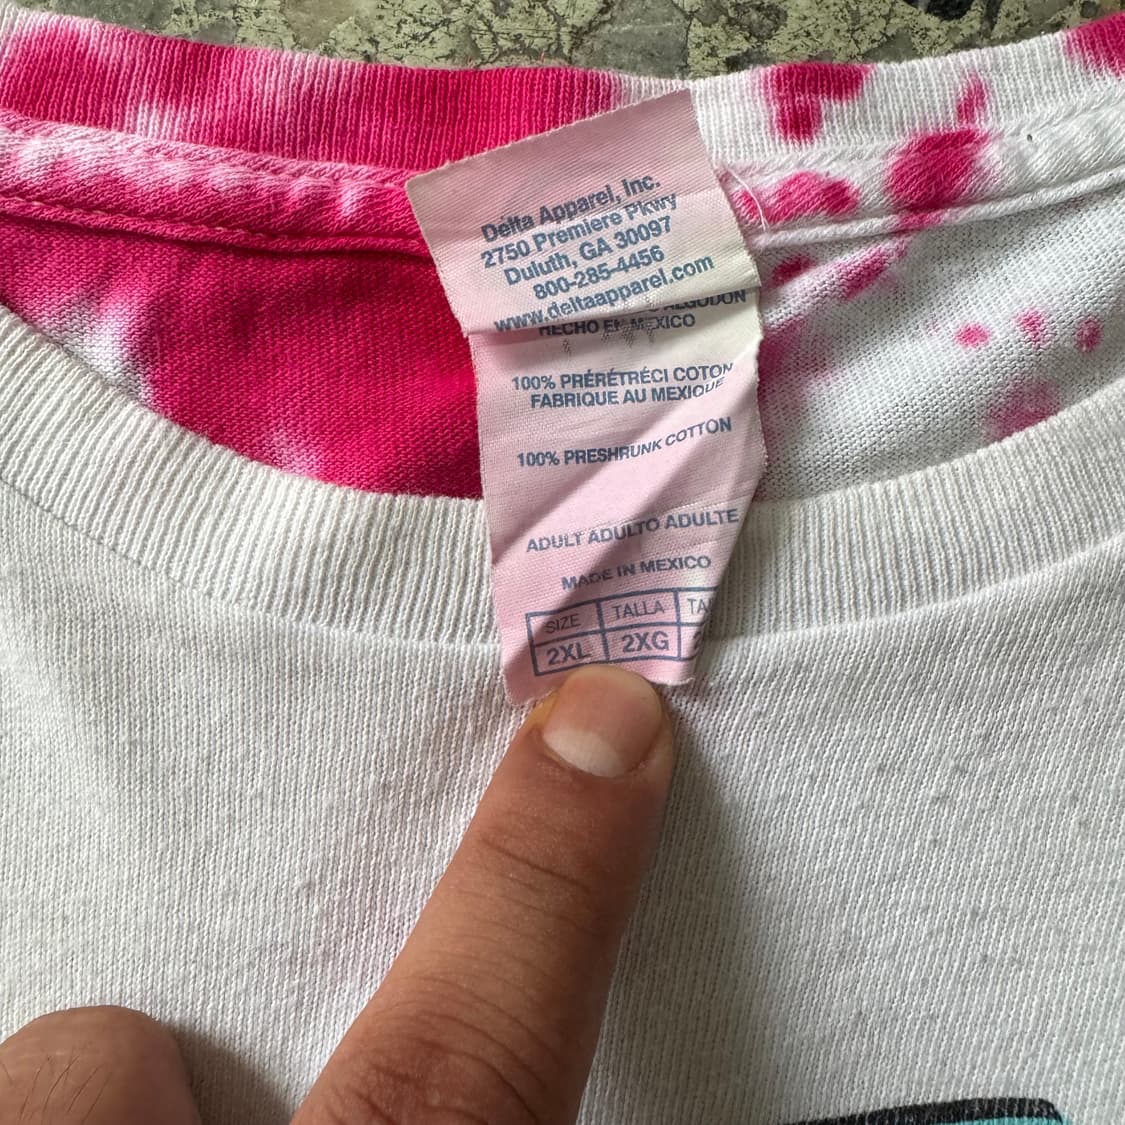 Delta Apparel, Inc.
2750 Premiere Pkwy
Duluth, GA 30097
800-285-4456
www.deltaapparel.com
ALGODON
HECHO EN MEXICO
100% PRÉRÉTRÉCI COTON
FABRIQUE AU MEXIQUE
100% PRESHRUNK COTTON
ADULT ADULTO ADULTE
MADE IN MEXICO
SIZE TALLA
2XL 2XG